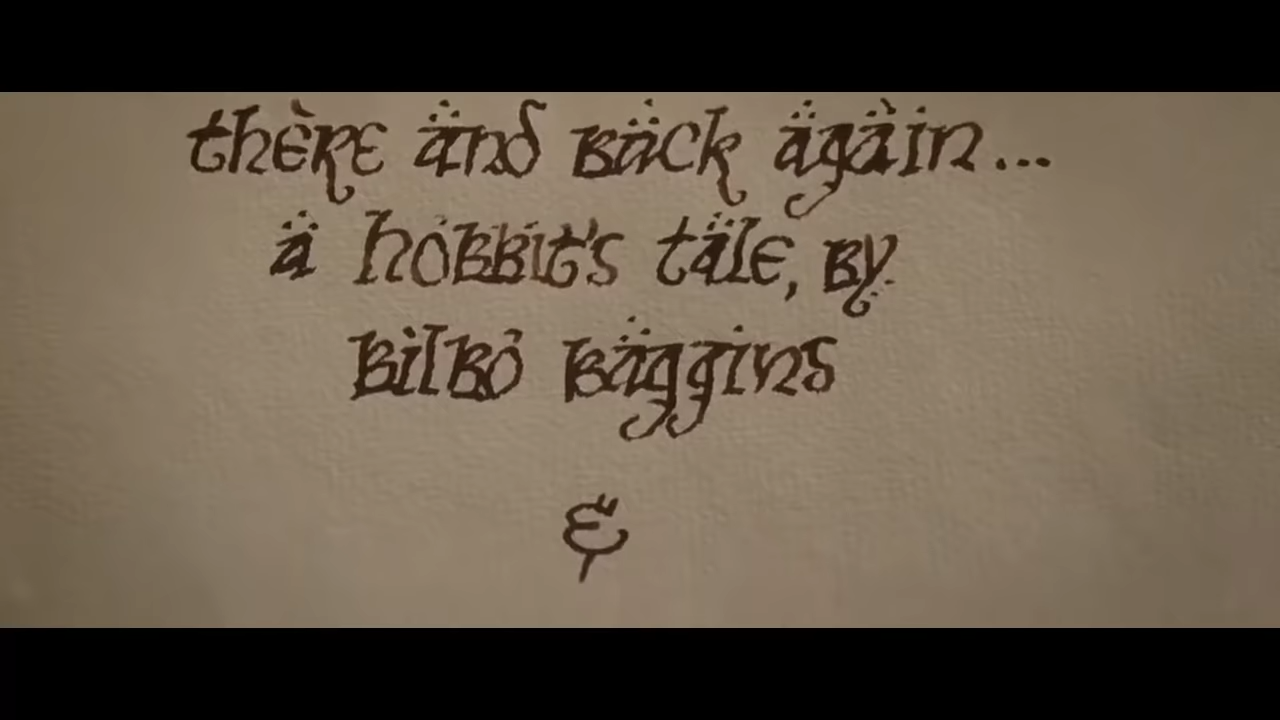 there and back again...
a hobbit's tale, by
bilbo baggins
&